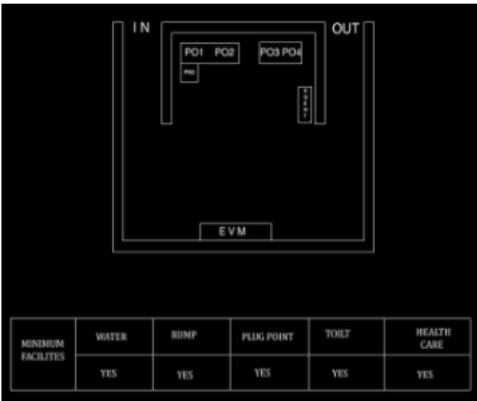 IN OUT
PO1 PO2 PO3 PO4
PRO
AGENT
EVM
MINIMUM FACILITES WATER RUMP PLUG POINT TOILT HEALTH CARE
YES YES YES YES YES